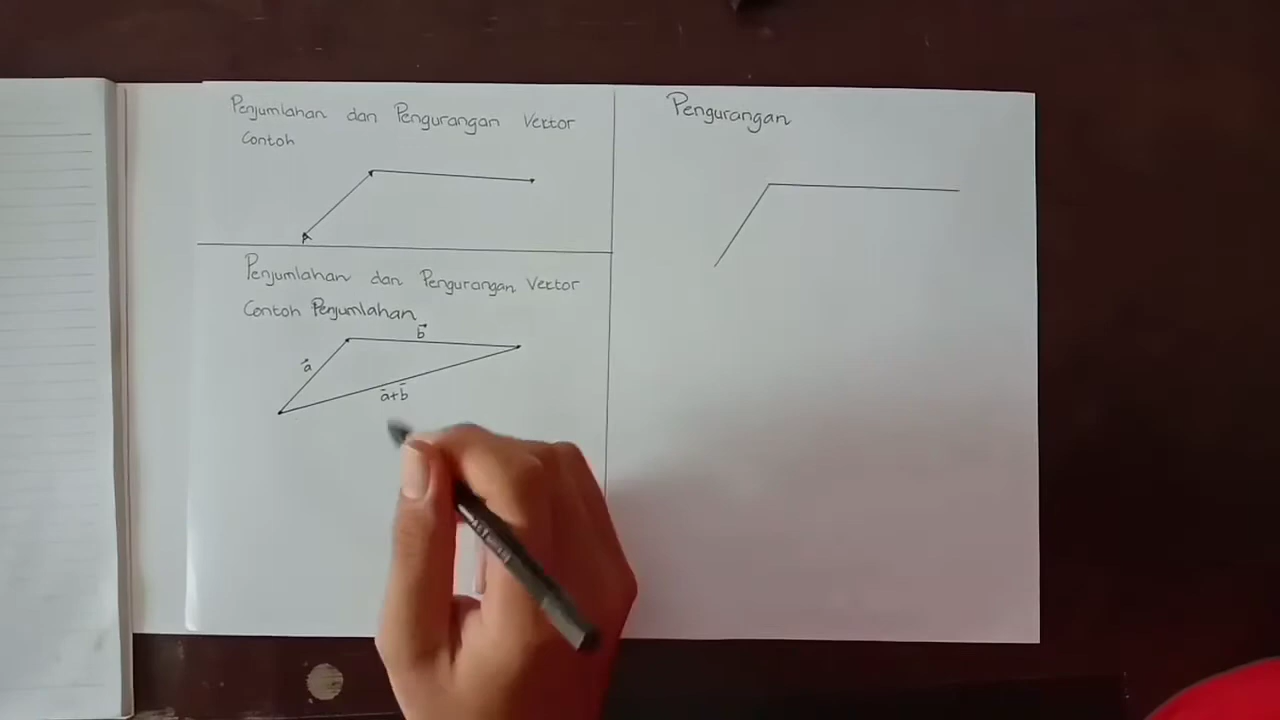 Penjumlahan dan Pengurangan Vector
Contoh
A
Penjumlahan dan Pengurangan Vector
Contoh Penjumlahan
b⃗
a⃗
a̅+b̅
Pengurangan